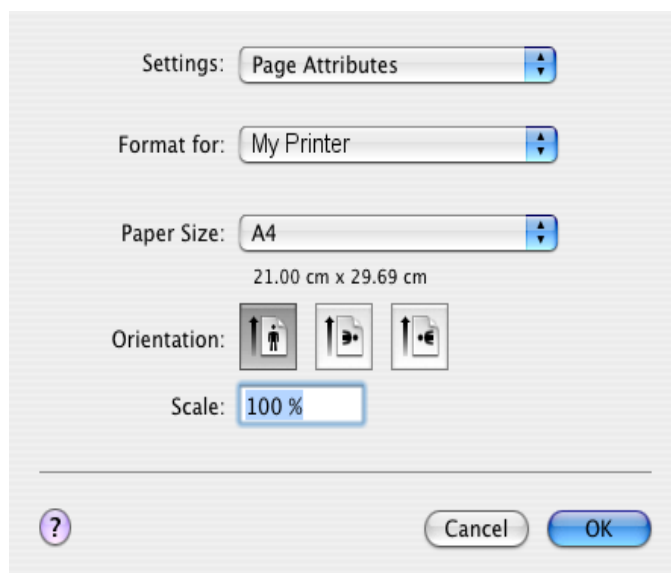 Settings: Page Attributes
Format for: My Printer
Paper Size: A4
21.00 cm x 29.69 cm
Orientation:
Scale: 100 %
? Cancel OK